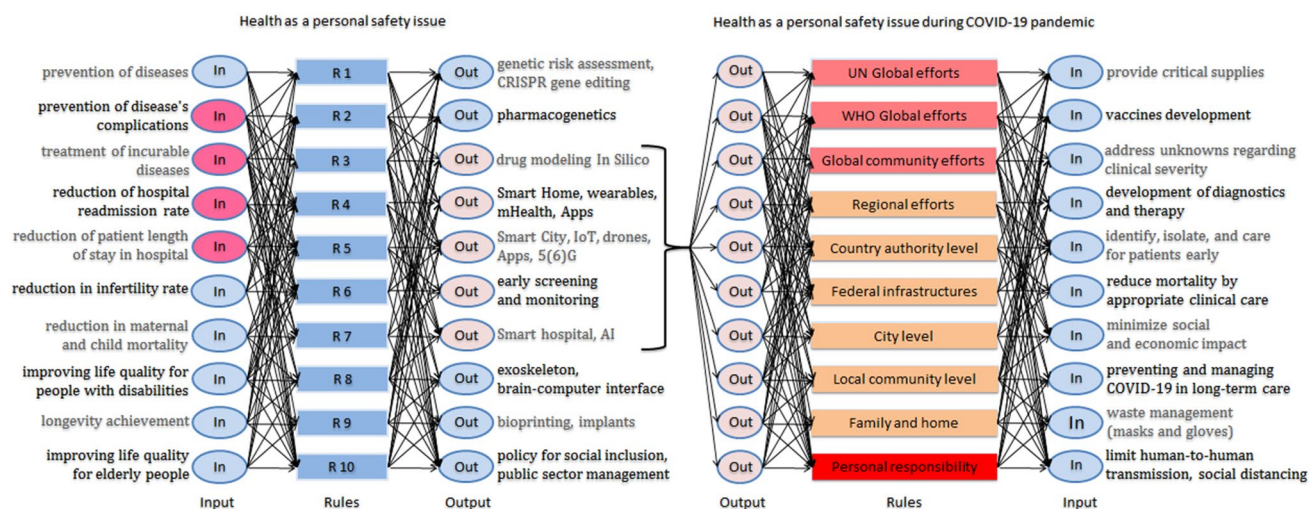 Health as a personal safety issue
prevention of diseases
In
R 1
Out
genetic risk assessment,
CRISPR gene editing
prevention of disease's
complications
In
R 2
Out
pharmacogenetics
treatment of incurable
diseases
In
R 3
Out
drug modeling In Silico
reduction of hospital
readmission rate
In
R 4
Out
Smart Home, wearables,
mHealth, Apps
reduction of patient length
of stay in hospital
In
R 5
Out
Smart City, IoT, drones,
Apps, 5(6)G
reduction in infertility rate
In
R 6
Out
early screening
and monitoring
reduction in maternal
and child mortality
In
R 7
Out
Smart hospital, AI
improving life quality for
people with disabilities
In
R 8
Out
exoskeleton,
brain-computer interface
longevity achievement
In
R 9
Out
bioprinting, implants
improving life quality
for elderly people
In
R 10
Out
policy for social inclusion,
public sector management
Input
Rules
Output
Health as a personal safety issue during COVID-19 pandemic
Out
UN Global efforts
In
provide critical supplies
Out
WHO Global efforts
In
vaccines development
Out
Global community efforts
In
address unknowns regarding
clinical severity
Out
Regional efforts
In
development of diagnostics
and therapy
Out
Country authority level
In
identify, isolate, and care
for patients early
Out
Federal infrastructures
In
reduce mortality by
appropriate clinical care
Out
City level
In
minimize social
and economic impact
Out
Local community level
In
preventing and managing
COVID-19 in long-term care
Out
Family and home
In
waste management
(masks and gloves)
Out
Personal responsibility
In
limit human-to-human
transmission, social distancing
Output
Rules
Input